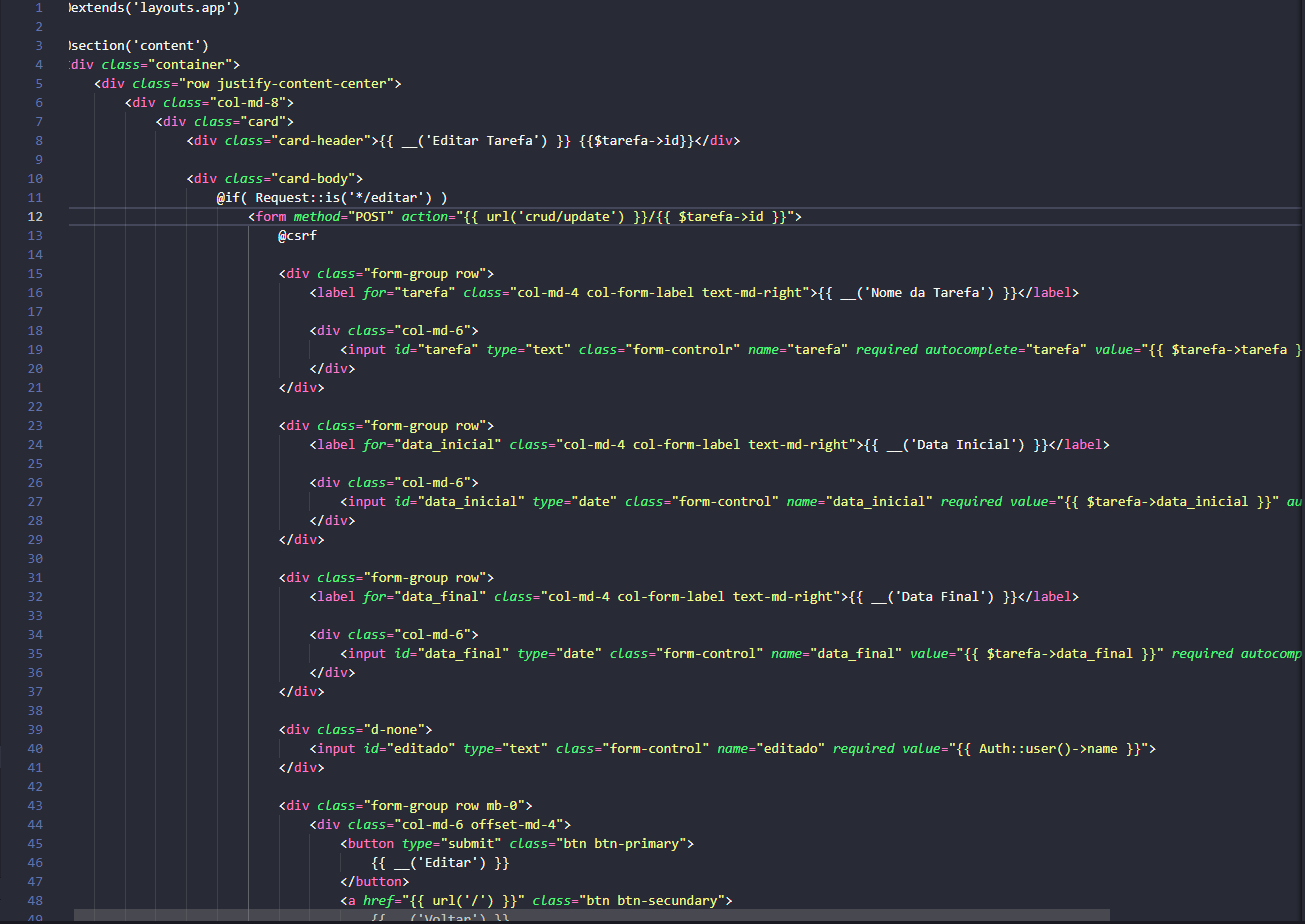 1 @extends('layouts.app')
2
3 @section('content')
4 <div class="container">
5 <div class="row justify-content-center">
6 <div class="col-md-8">
7 <div class="card">
8 <div class="card-header">{{ __('Editar Tarefa') }} {{$tarefa->id}}</div>
9
10 <div class="card-body">
11 @if( Request::is('*/editar') )
12 <form method="POST" action="{{ url('crud/update') }}/{{ $tarefa->id }}">
13 @csrf
14
15 <div class="form-group row">
16 <label for="tarefa" class="col-md-4 col-form-label text-md-right">{{ __('Nome da Tarefa') }}</label>
17
18 <div class="col-md-6">
19 <input id="tarefa" type="text" class="form-controlr" name="tarefa" required autocomplete="tarefa" value="{{ $tarefa->tarefa }
20 </div>
21 </div>
22
23 <div class="form-group row">
24 <label for="data_inicial" class="col-md-4 col-form-label text-md-right">{{ __('Data Inicial') }}</label>
25
26 <div class="col-md-6">
27 <input id="data_inicial" type="date" class="form-control" name="data_inicial" required value="{{ $tarefa->data_inicial }}" au
28 </div>
29 </div>
30
31 <div class="form-group row">
32 <label for="data_final" class="col-md-4 col-form-label text-md-right">{{ __('Data Final') }}</label>
33
34 <div class="col-md-6">
35 <input id="data_final" type="date" class="form-control" name="data_final" value="{{ $tarefa->data_final }}" required autocomp
36 </div>
37 </div>
38
39 <div class="d-none">
40 <input id="editado" type="text" class="form-control" name="editado" required value="{{ Auth::user()->name }}">
41 </div>
42
43 <div class="form-group row mb-0">
44 <div class="col-md-6 offset-md-4">
45 <button type="submit" class="btn btn-primary">
46 {{ __('Editar') }}
47 </button>
48 <a href="{{ url('/') }}" class="btn btn-secundary">
49 {{ __('Voltar') }}